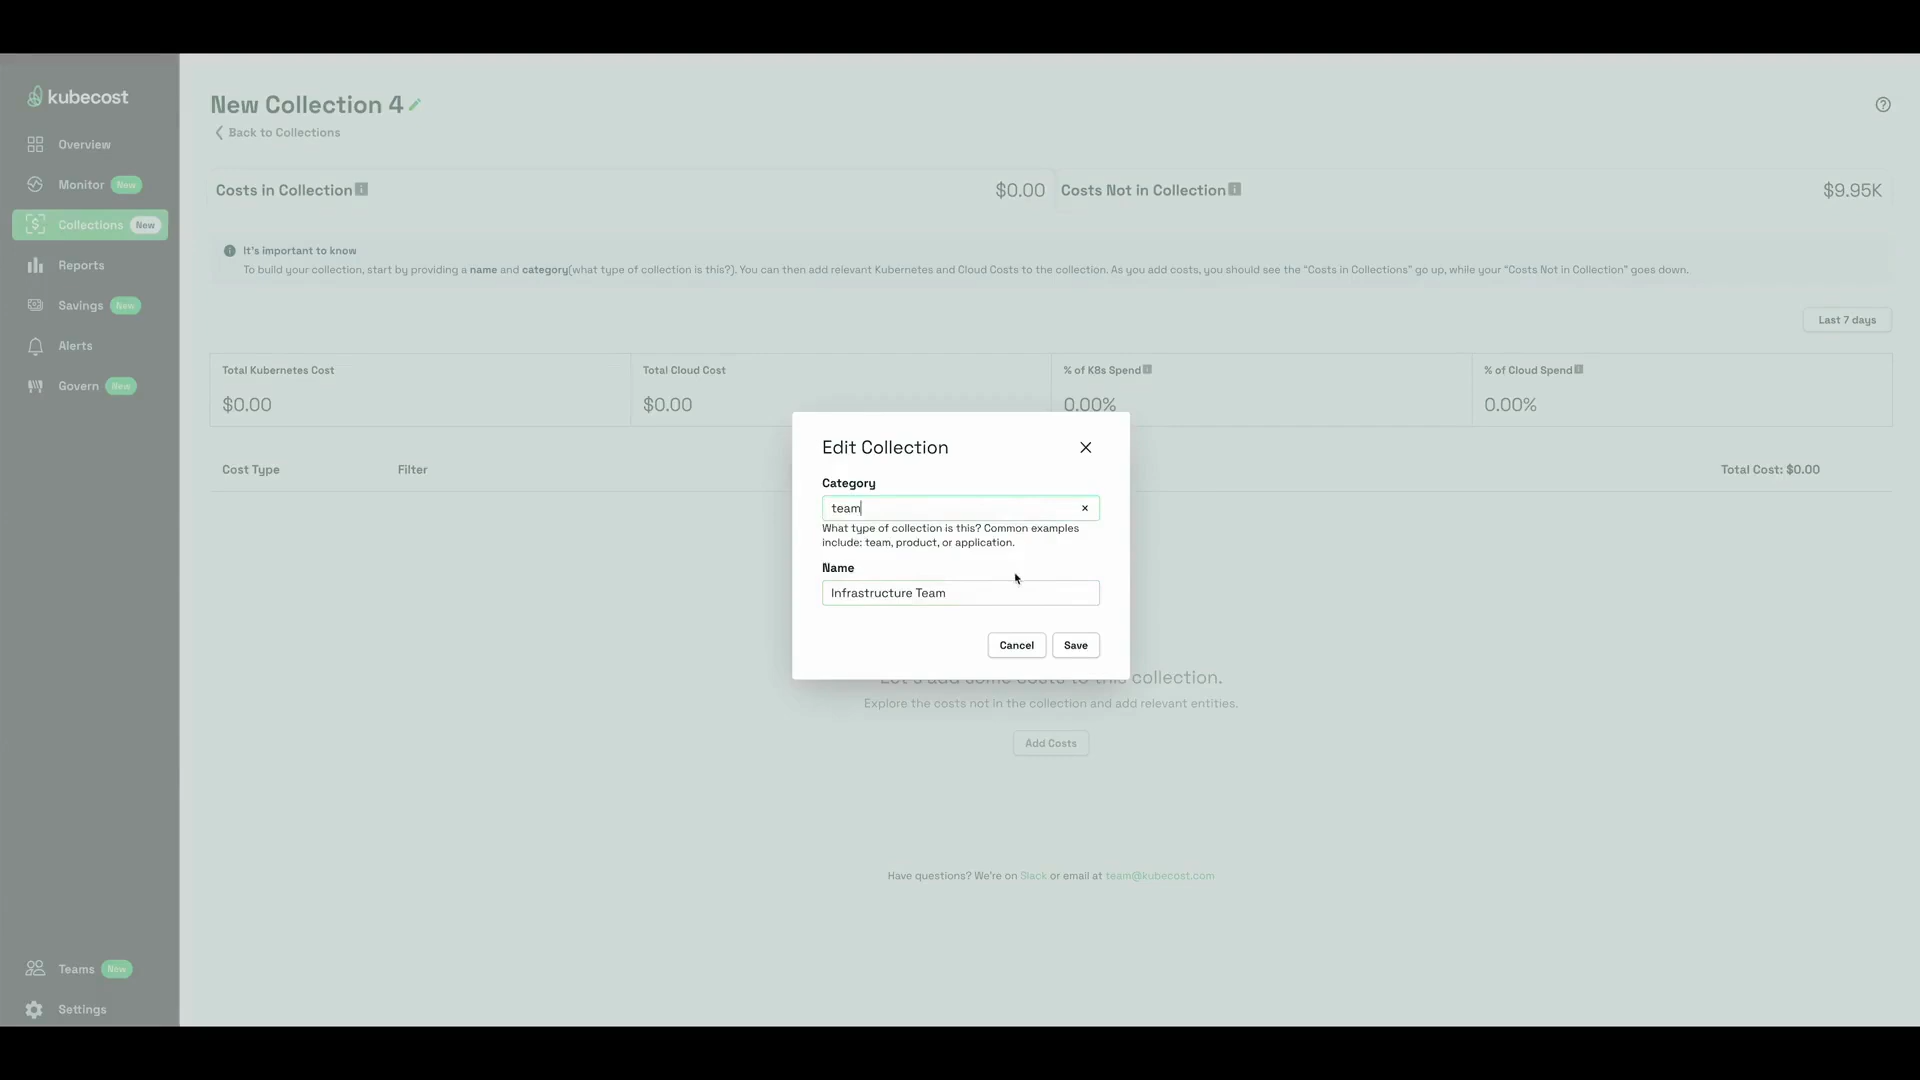 kubecost
Overview
Monitor New
Collections New
Reports
Savings New
Alerts
Govern New
Teams New
Settings
New Collection 4
Back to Collections
Costs in Collection $0.00
Costs Not in Collection $9.95K
It's important to know
To build your collection, start by providing a name and category(what type of collection is this?). You can then add relevant Kubernetes and Cloud Costs to the collection. As you add costs, you should see the "Costs in Collections" go up, while your "Costs Not in Collection" goes down.
Last 7 days
Total Kubernetes Cost
$0.00
Total Cloud Cost
$0.00
% of K8s Spend
0.00%
% of Cloud Spend
0.00%
Cost Type Filter Total Cost: $0.00
Edit Collection
Category
team
What type of collection is this? Common examples
include: team, product, or application.
Name
Infrastructure Team
Cancel Save
Let's add some costs to this collection.
Explore the costs not in the collection and add relevant entities.
Add Costs
Have questions? We're on Slack or email at team@kubecost.com